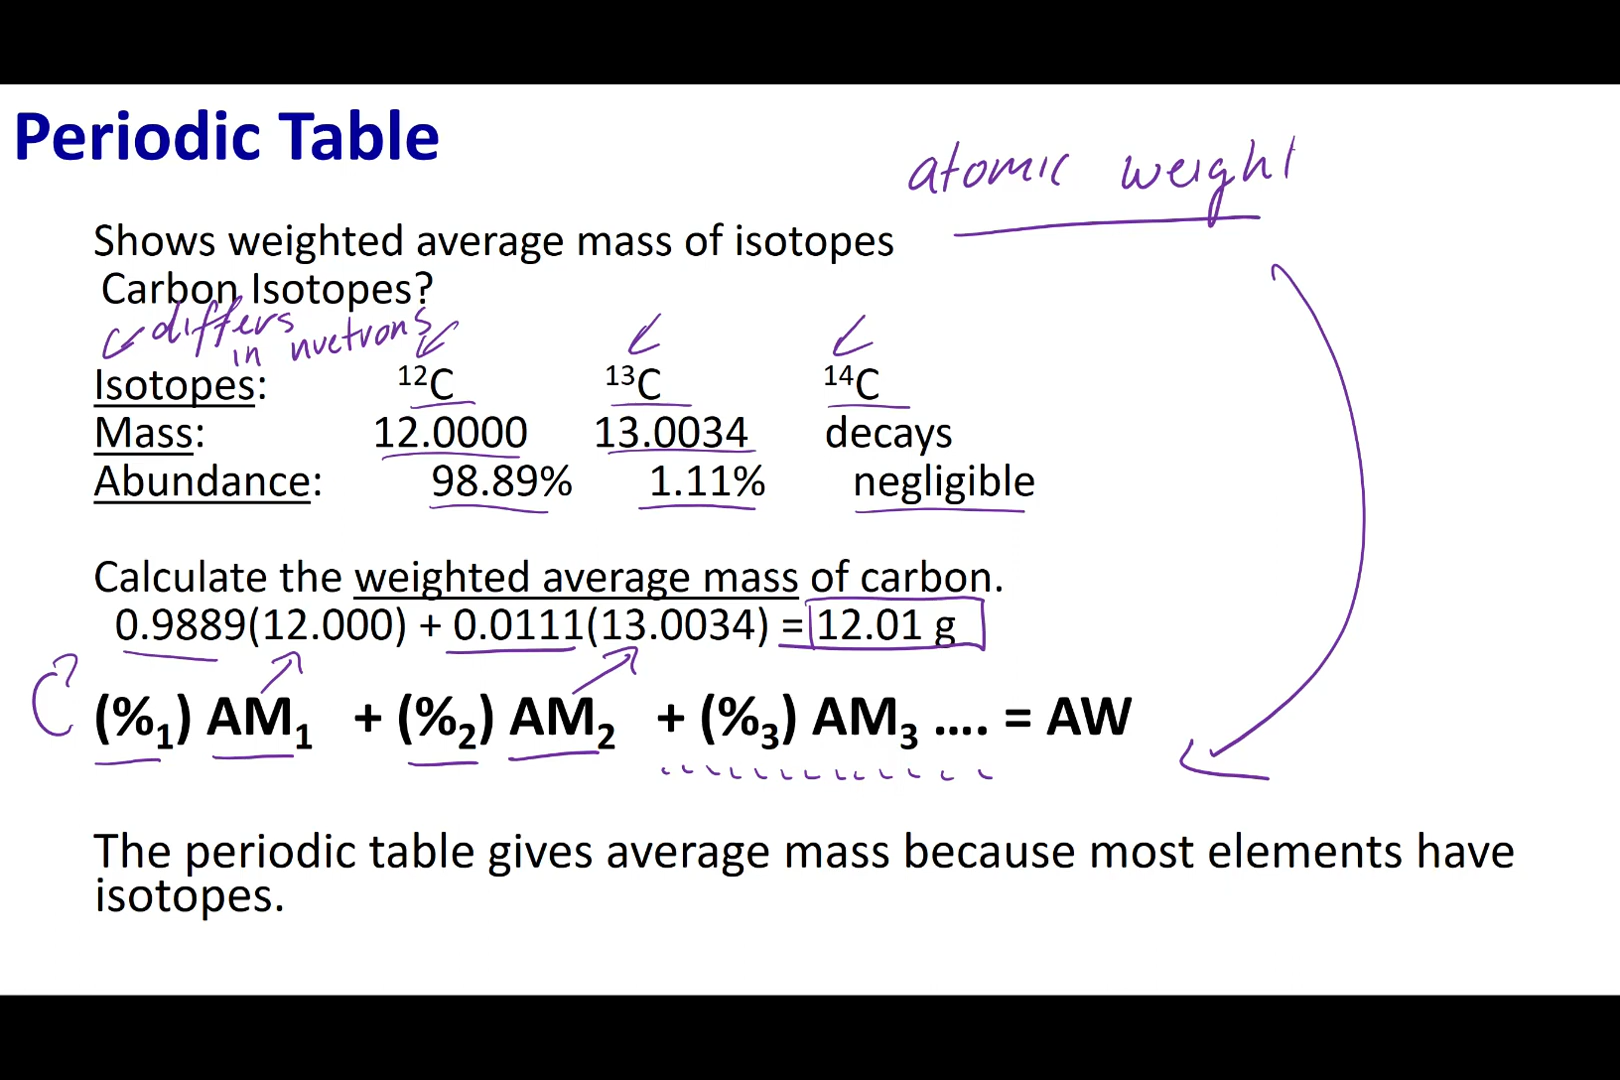 Periodic Table
atomic weight
Shows weighted average mass of isotopes
Carbon Isotopes?
differs
in nuetrons
Isotopes: ¹²C ¹³C ¹⁴C
Mass: 12.0000 13.0034 decays
Abundance: 98.89% 1.11% negligible
Calculate the weighted average mass of carbon.
0.9889(12.000) + 0.0111(13.0034) = 12.01 g
(%₁) AM₁ + (%₂) AM₂ + (%₃) AM₃ .... = AW
The periodic table gives average mass because most elements have
isotopes.